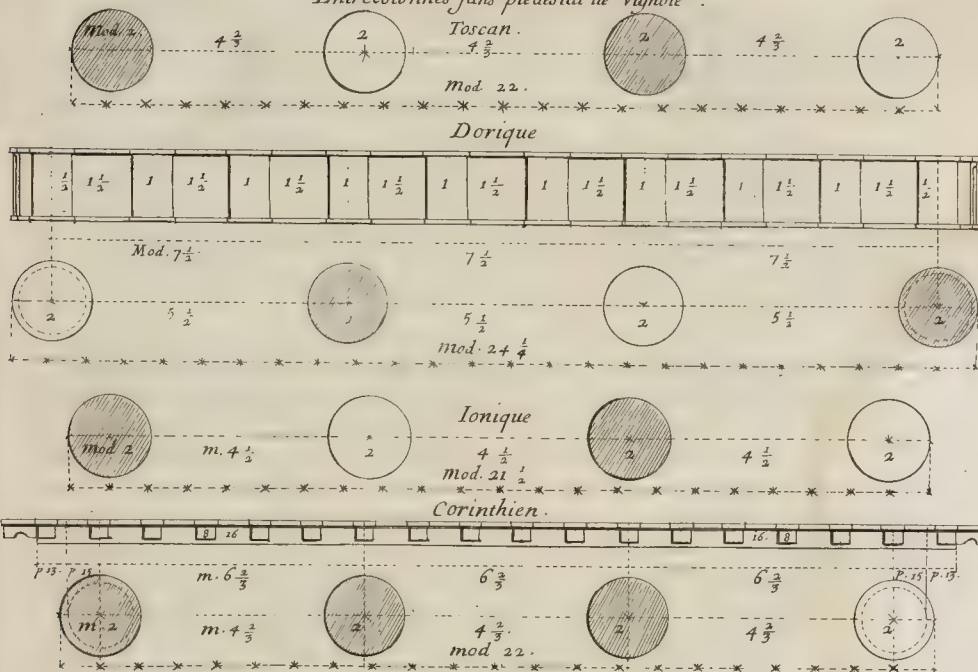 Entrecolonnes sans piedestal de Vignole.
Toscan.
Mod. 2. 4 2/3 2 4 2/3 2 4 2/3 2
Mod 22.
Dorique
1/2 1 1/2 1 1 1/2 1 1 1/2 1 1 1/2 1 1 1/2 1 1 1/2 1 1 1/2 1 1 1/2 1 1 1/2 1/2
Mod. 7 1/2 7 1/2 7 1/2
2 5 1/2 5 1/2 2 5 1/2 2
mod. 24 1/4
Ionique
mod 2 m. 4 1/2 2 4 1/2 2 4 1/2 2
mod. 21 1/2
Corinthien.
8 16 16. 8
p. 13. p. 15 m. 6 2/3 6 2/3 6 2/3 p. 15 p. 13.
m. 2 m. 4 2/3 2 4 2/3. 2 4 2/3 2
mod 22.